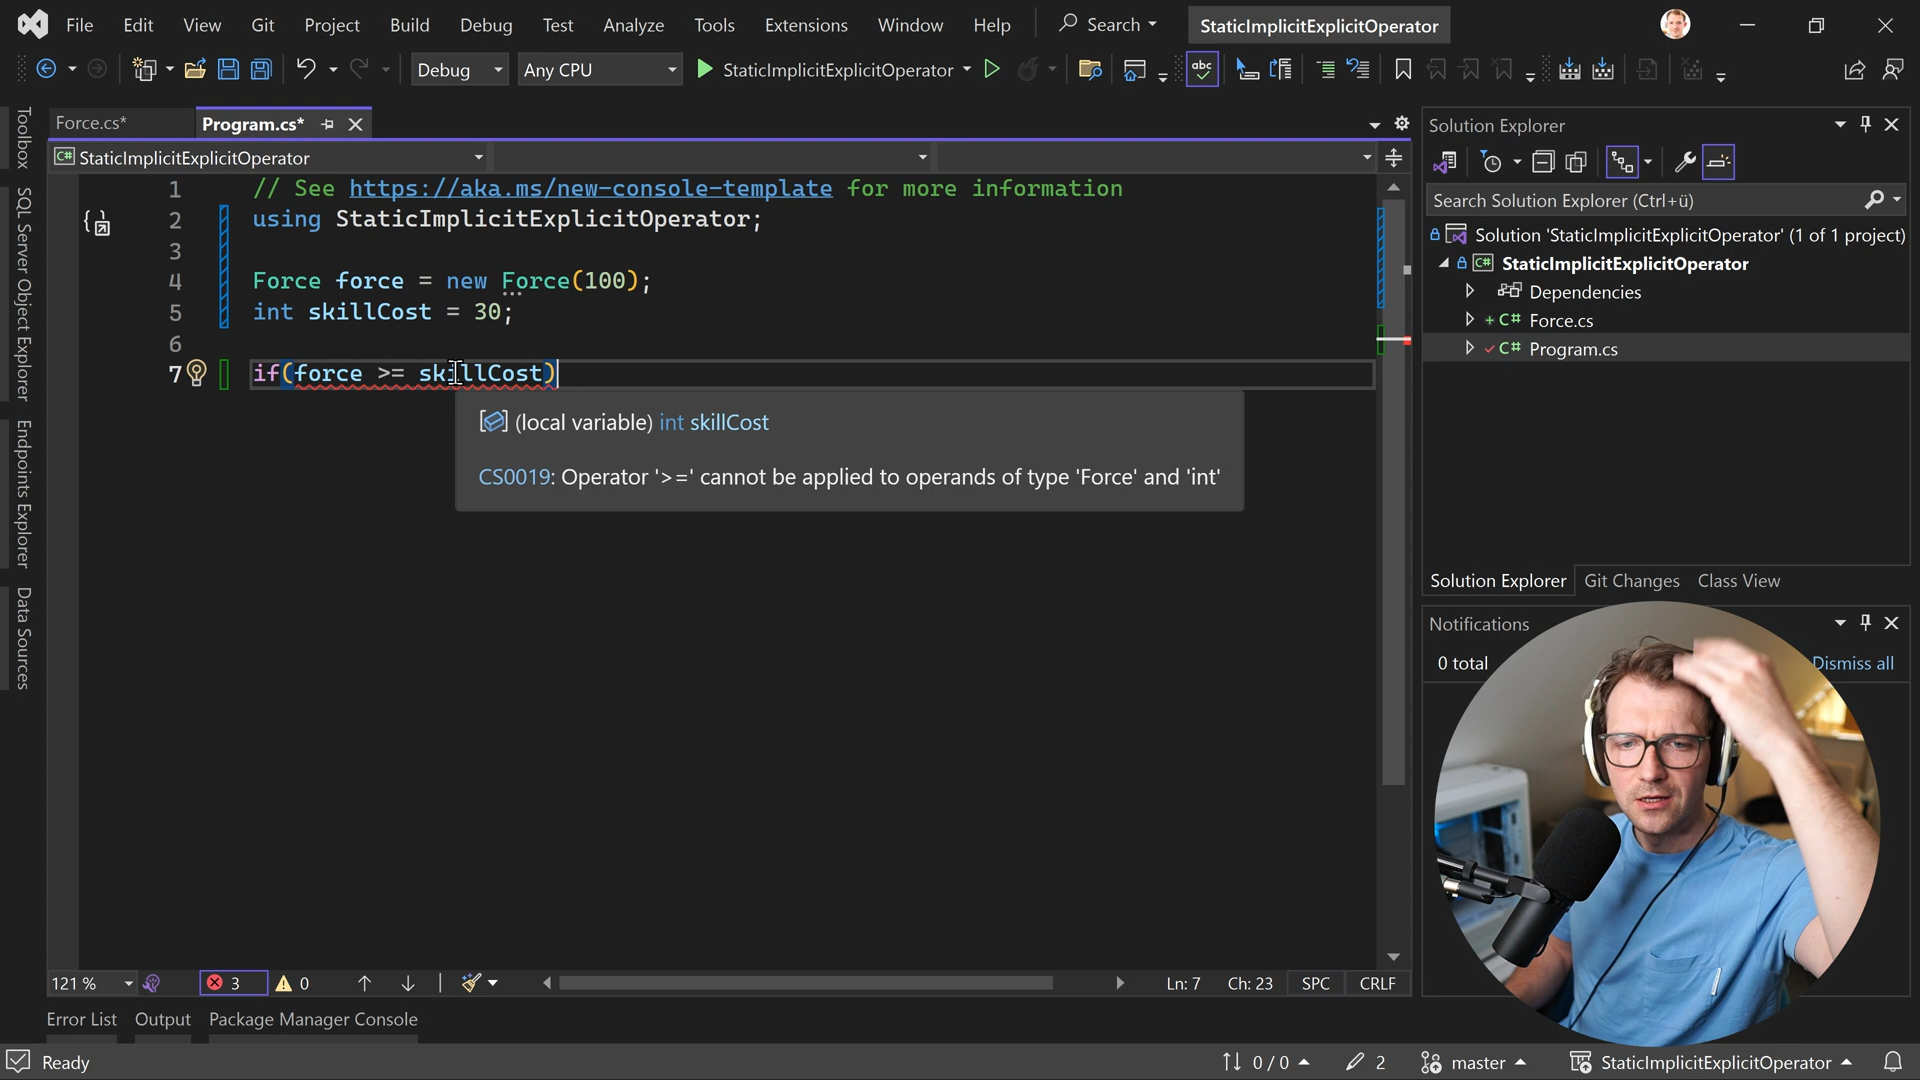 File Edit View Git Project Build Debug Test Analyze Tools Extensions Window Help Search StaticImplicitExplicitOperator
Debug Any CPU StaticImplicitExplicitOperator abc
Force.cs* Program.cs*
C# StaticImplicitExplicitOperator
1 // See https://aka.ms/new-console-template for more information
2 using StaticImplicitExplicitOperator;
3
4 Force force = new Force(100);
5 int skillCost = 30;
6
7 if(force >= skillCost)
(local variable) int skillCost
CS0019: Operator '>=' cannot be applied to operands of type 'Force' and 'int'
Toolbox
SQL Server Object Explorer
Endpoints Explorer
Data Sources
Solution Explorer
Search Solution Explorer (Ctrl+ü)
Solution 'StaticImplicitExplicitOperator' (1 of 1 project)
C# StaticImplicitExplicitOperator
Dependencies
C# Force.cs
C# Program.cs
Solution Explorer Git Changes Class View
Notifications
0 total Dismiss all
121 % 3 0 Ln: 7 Ch: 23 SPC CRLF
Error List Output Package Manager Console
Ready 0 / 0 2 master StaticImplicitExplicitOperator